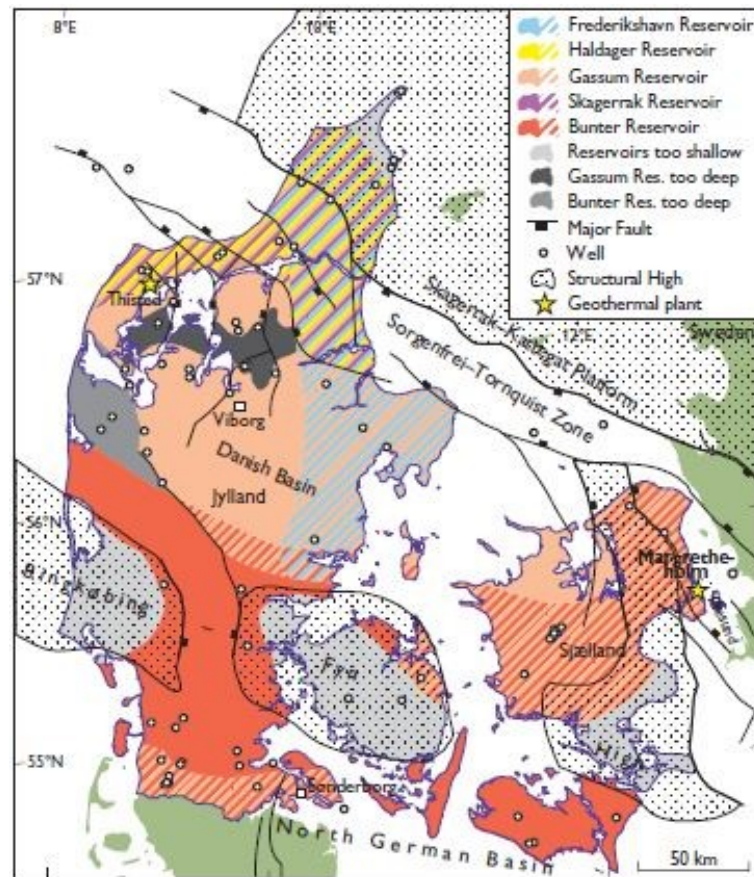 8°E
10°E
Frederikshavn Reservoir
Haldager Reservoir
Gassum Reservoir
Skagerrak Reservoir
Bunter Reservoir
Reservoirs too shallow
Gassum Res. too deep
Bunter Res. too deep
Major Fault
Well
Structural High
Geothermal plant
57°N
Thisted
12°E
Sweden
Skagerrak–Kattegat Platform
Sorgenfrei–Tornquist Zone
Viborg
Danish Basin
Jylland
56°N
Margrethe-
holm
Øresund
Ringkøbing
Fyn
Sjælland
High
55°N
Sønderborg
North German Basin
50 km